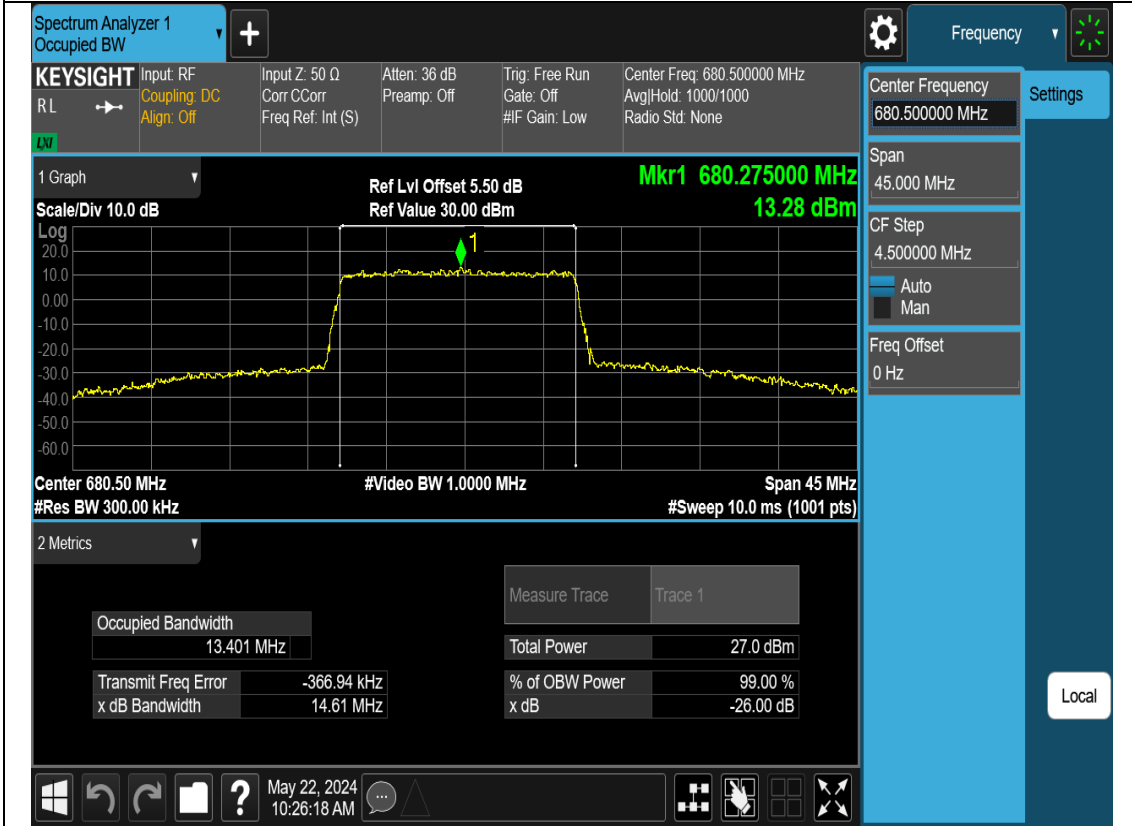 Spectrum Analyzer 1
Occupied BW
+
Frequency
KEYSIGHT
R L
LXI
Input: RF
Coupling: DC
Align: Off
Input Z: 50 Ω
Corr CCorr
Freq Ref: Int (S)
Atten: 36 dB
Preamp: Off
Trig: Free Run
Gate: Off
#IF Gain: Low
Center Freq: 680.500000 MHz
Avg|Hold: 1000/1000
Radio Std: None
Center Frequency
680.500000 MHz
Settings
Span
45.000 MHz
CF Step
4.500000 MHz
Auto
Man
Freq Offset
0 Hz
Local
1 Graph
Scale/Div 10.0 dB
Ref Lvl Offset 5.50 dB
Ref Value 30.00 dBm
Mkr1 680.275000 MHz
13.28 dBm
Log
1
20.0
10.0
0.00
-10.0
-20.0
-30.0
-40.0
-50.0
-60.0
Center 680.50 MHz
#Video BW 1.0000 MHz
Span 45 MHz
#Res BW 300.00 kHz
#Sweep 10.0 ms (1001 pts)
2 Metrics
Measure Trace Trace 1
Occupied Bandwidth
13.401 MHz
Total Power 27.0 dBm
Transmit Freq Error -366.94 kHz
% of OBW Power 99.00 %
x dB Bandwidth 14.61 MHz
x dB -26.00 dB
?
May 22, 2024
10:26:18 AM